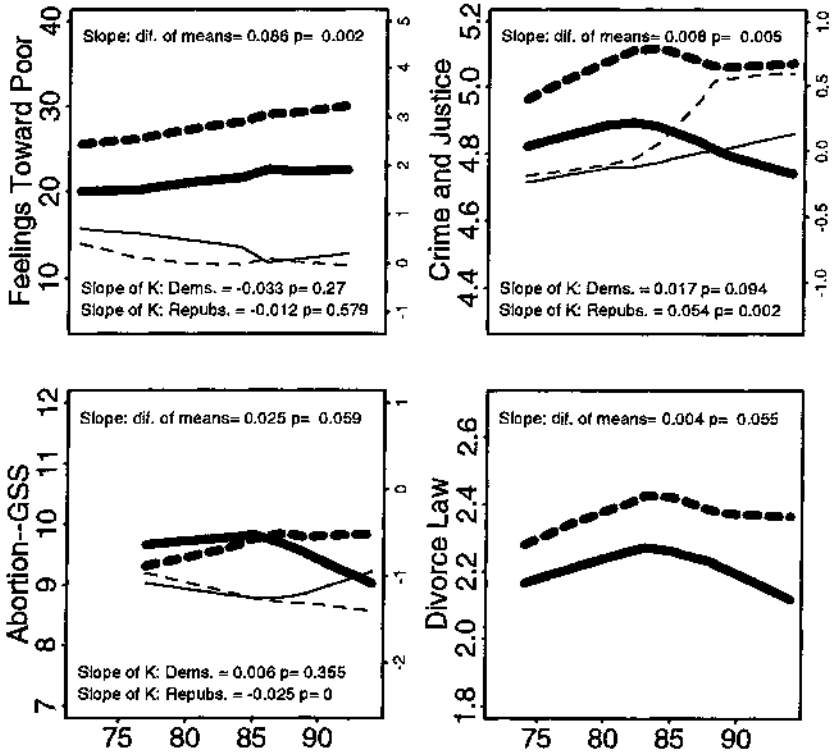 Feelings Toward Poor
40
30
20
10
Slope: dif. of means= 0.086 p= 0.002
Slope of K: Dems. = -0.033 p= 0.27
Slope of K: Repubs. = -0.012 p= 0.579
5
4
3
2
1
0
-1
Crime and Justice
5.2
5.0
4.8
4.6
4.4
Slope: dif. of means= 0.008 p= 0.005
Slope of K: Dems. = 0.017 p= 0.094
Slope of K: Repubs. = 0.054 p= 0.002
1.0
0.5
0.0
-0.5
-1.0
Abortion--GSS
12
11
10
9
8
7
Slope: dif. of means= 0.025 p= 0.059
Slope of K: Dems. = 0.006 p= 0.355
Slope of K: Repubs. = -0.025 p= 0
1
0
-1
-2
75 80 85 90
Divorce Law
2.6
2.4
2.2
2.0
1.8
Slope: dif. of means= 0.004 p= 0.055
75 80 85 90